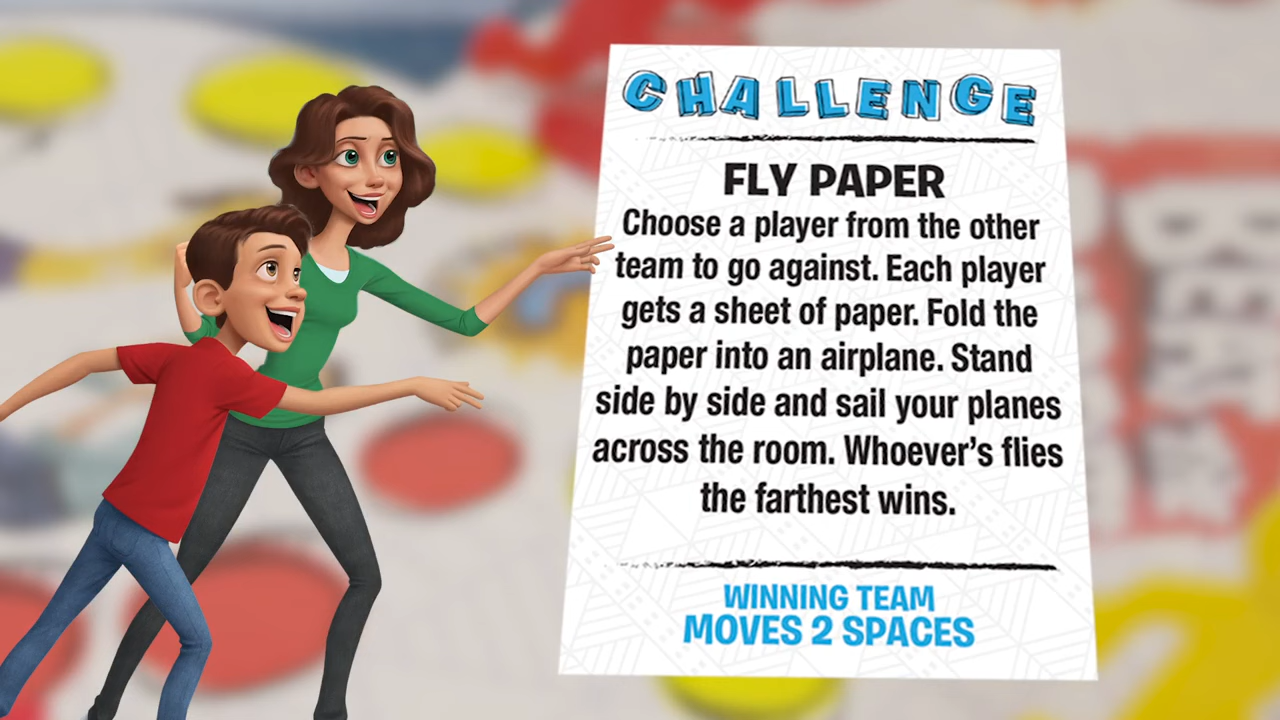 CHALLENGE
FLY PAPER
Choose a player from the other
team to go against. Each player
gets a sheet of paper. Fold the
paper into an airplane. Stand
side by side and sail your planes
across the room. Whoever's flies
the farthest wins.
WINNING TEAM
MOVES 2 SPACES